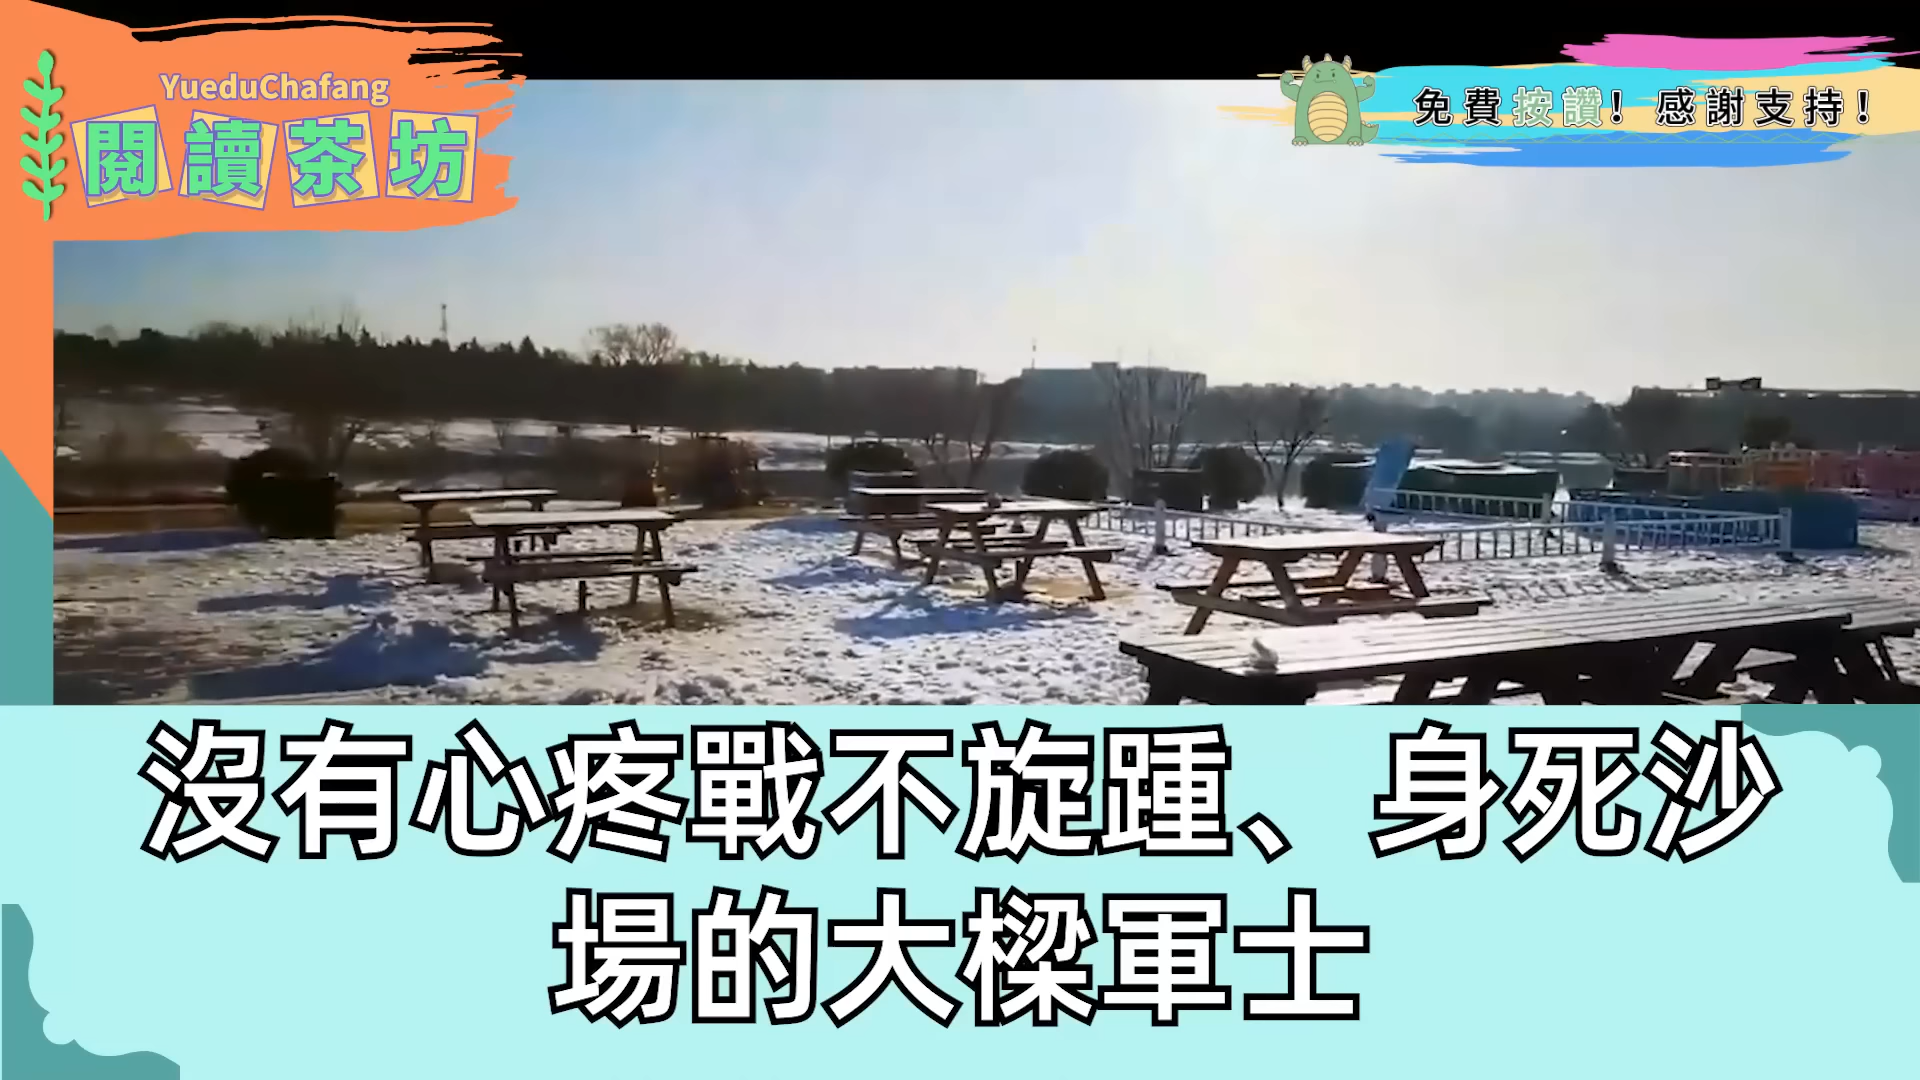 YueduChafang
閱讀茶坊
免費按讚！感謝支持！
沒有心疼戰不旋踵、身死沙
場的大樑軍士